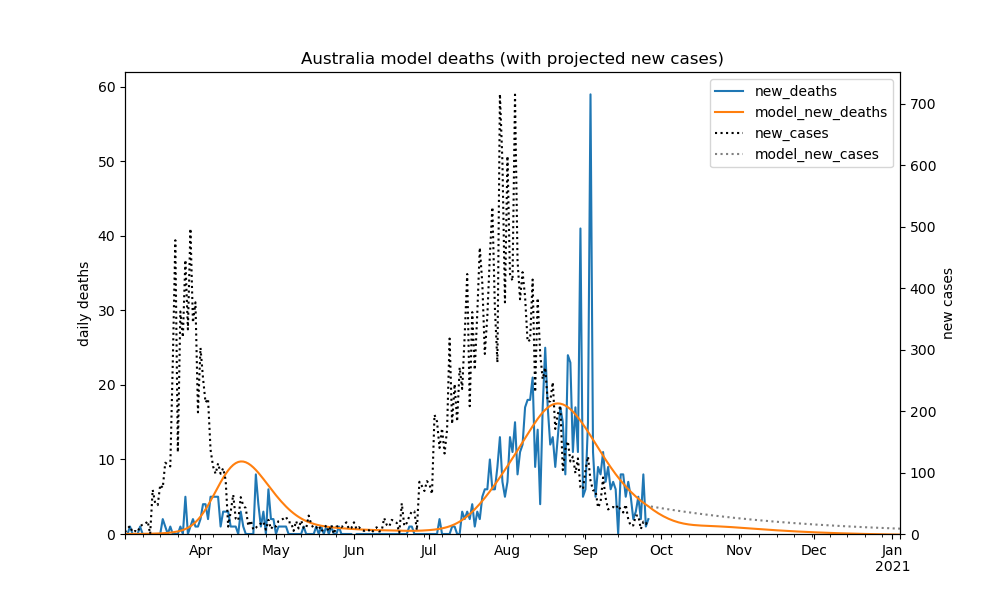 Australia model deaths (with projected new cases)
new_deaths
model_new_deaths
new_cases
model_new_cases
daily deaths
new cases
60
50
40
30
20
10
0
700
600
500
400
300
200
100
0
Apr May Jun Jul Aug Sep Oct Nov Dec Jan
2021